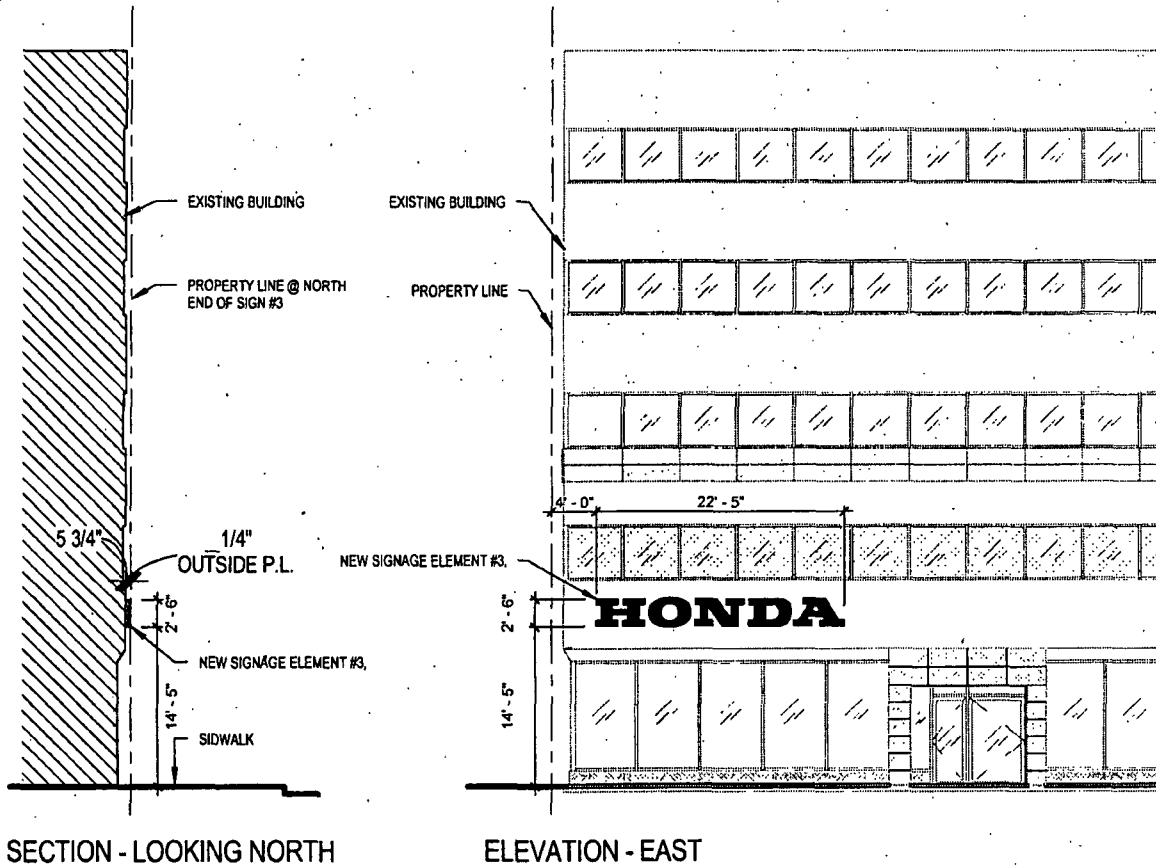 EXISTING BUILDING
PROPERTY LINE @ NORTH
END OF SIGN #3
5 3/4"
1/4"
OUTSIDE P.L.
2' - 6"
NEW SIGNAGE ELEMENT #3,
14' - 5"
SIDWALK
SECTION - LOOKING NORTH
EXISTING BUILDING
PROPERTY LINE
4' - 0"
22' - 5"
NEW SIGNAGE ELEMENT #3,
2' - 6"
HONDA
14' - 5"
ELEVATION - EAST